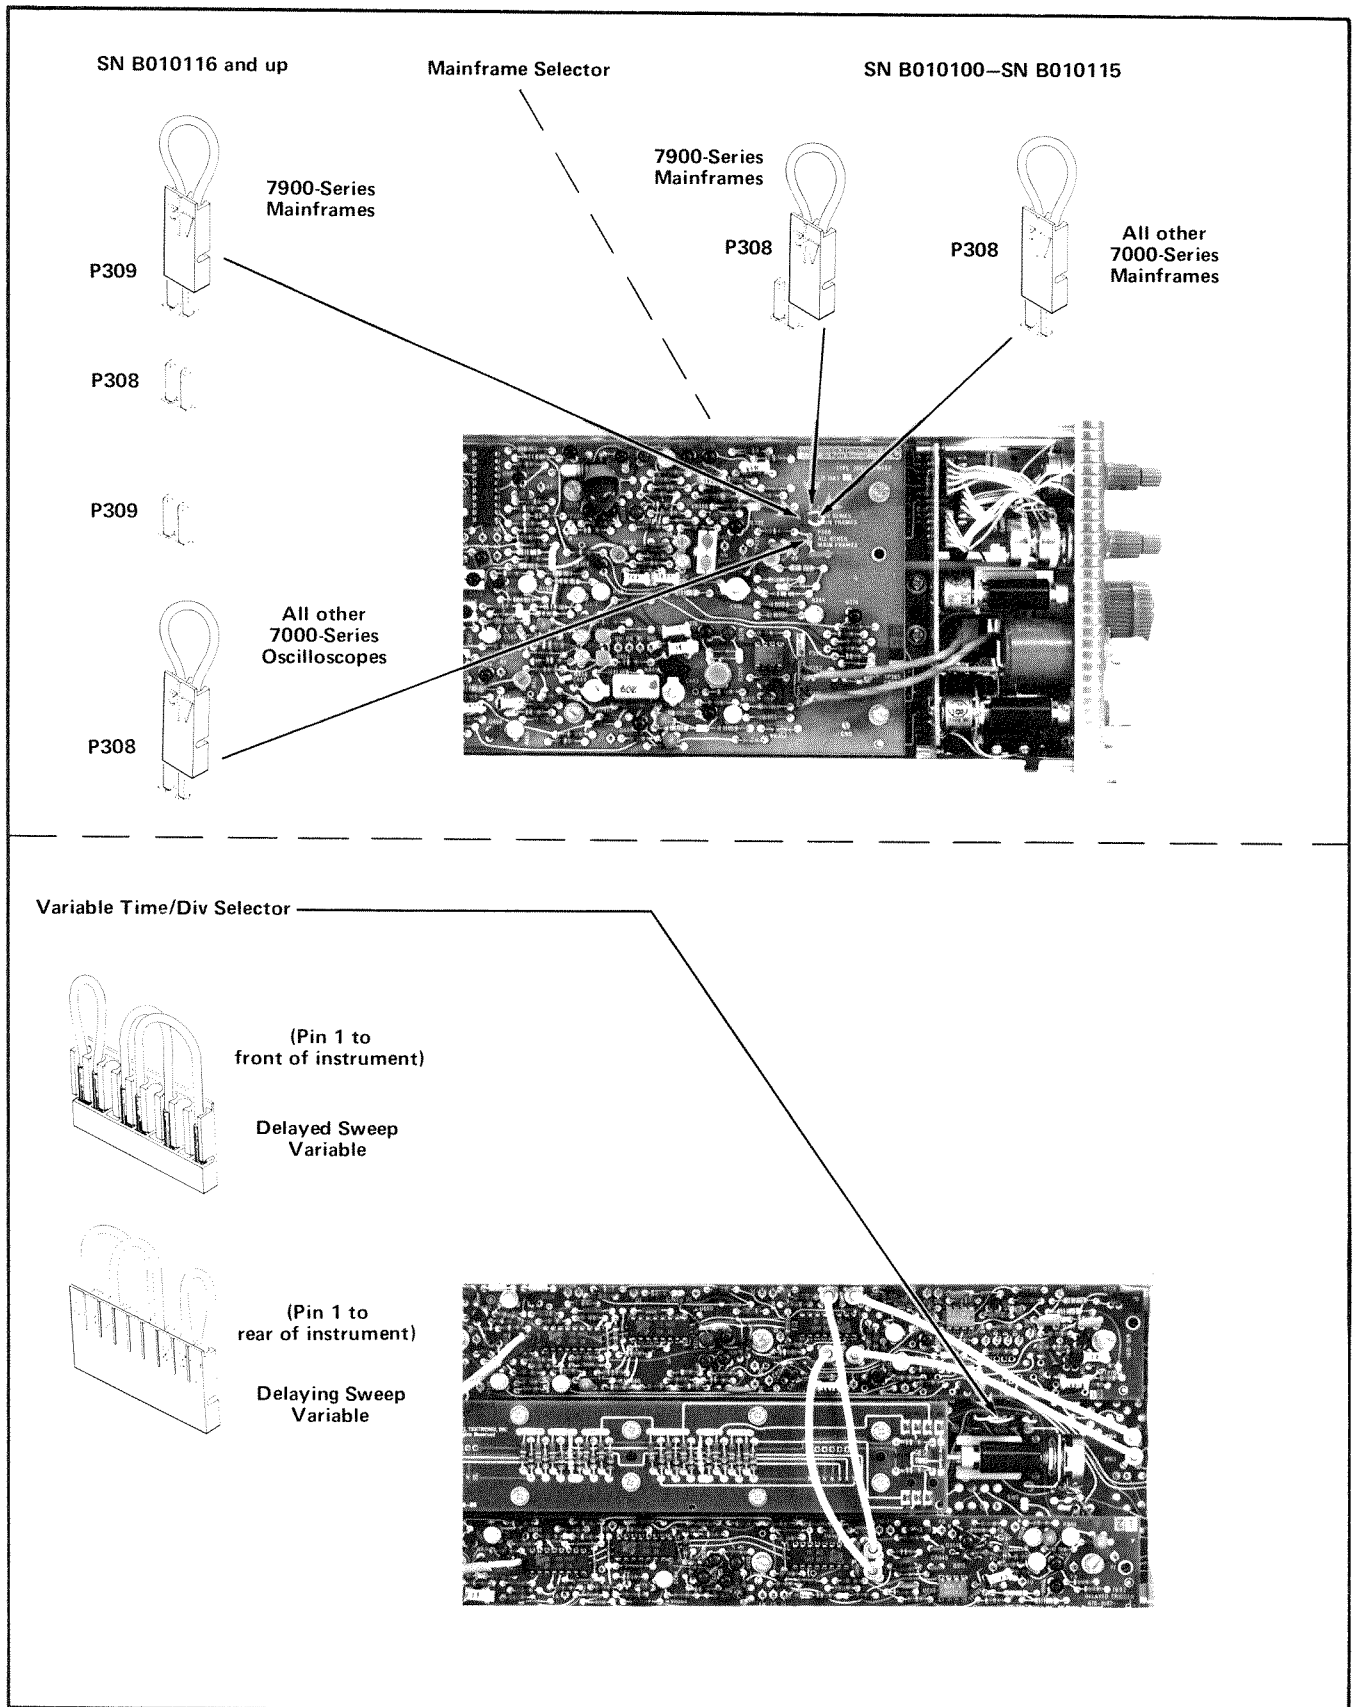 SN B010116 and up
Mainframe Selector
SN B010100—SN B010115
7900-Series
Mainframes
P309
P308
P309
All other
7000-Series
Oscilloscopes
P308
7900-Series
Mainframes
P308
P308
All other
7000-Series
Mainframes
Variable Time/Div Selector
(Pin 1 to
front of instrument)
Delayed Sweep
Variable
(Pin 1 to
rear of instrument)
Delaying Sweep
Variable